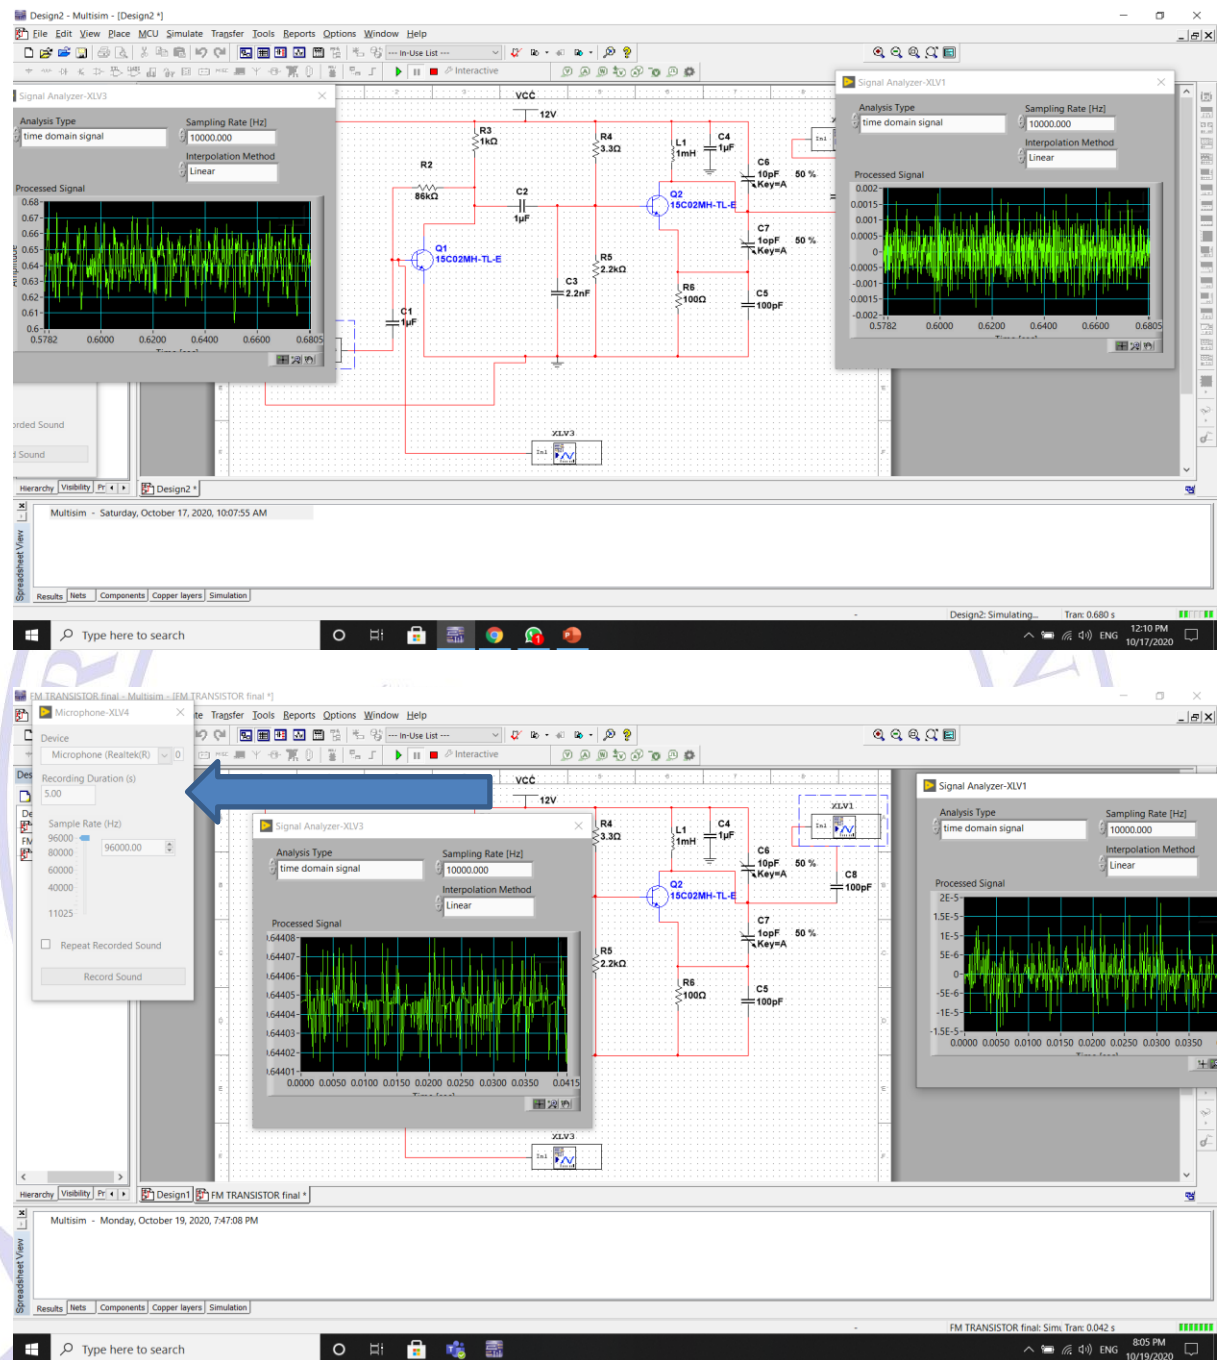 Design2 - Multisim - [Design2 *]
File Edit View Place MCU Simulate Transfer Tools Reports Options Window Help
--- In-Use List ---
Interactive
Signal Analyzer-XLV3
Analysis Type
time domain signal
Sampling Rate [Hz]
10000.000
Interpolation Method
Linear
Processed Signal
0.68
0.67
0.66
0.65
0.64
0.63
0.62
0.61
0.6
Amplitude
0.5782 0.6000 0.6200 0.6400 0.6600 0.6805
Time (sec)
VCC
12V
R3
1kΩ
R2
86kΩ
R4
3.3Ω
L1
1mH
C4
1µF
C6
10pF 50 %
Key=A
C2
1µF
Q2
15C02MH-TL-E
C7
1opF 50 %
Key=A
Q1
15C02MH-TL-E
R5
2.2kΩ
C3
2.2nF
R6
100Ω
C5
100pF
C1
1µF
XLV3
In1
Signal Analyzer-XLV1
Analysis Type
time domain signal
Sampling Rate [Hz]
10000.000
Interpolation Method
Linear
Processed Signal
0.002
0.0015
0.001
0.0005
0
-0.0005
-0.001
-0.0015
-0.002
0.5782 0.6000 0.6200 0.6400 0.6600 0.6805
Time (sec)
orded Sound
d Sound
Hierarchy Visibility Pr
Design2 *
Multisim - Saturday, October 17, 2020, 10:07:55 AM
Spreadsheet View
Results Nets Components Copper layers Simulation
Design2: Simulating... Tran: 0.680 s
Type here to search
ENG
12:10 PM
10/17/2020
FM TRANSISTOR final - Multisim - [FM TRANSISTOR final *]
te Transfer Tools Reports Options Window Help
--- In-Use List ---
Interactive
Microphone-XLV4
Device
Microphone (Realtek(R) 0
Recording Duration (s)
5.00
Sample Rate (Hz)
96000
80000
60000
40000
11025
96000.00
Repeat Recorded Sound
Record Sound
VCC
12V
Signal Analyzer-XLV3
Analysis Type
time domain signal
Sampling Rate [Hz]
10000.000
Interpolation Method
Linear
Processed Signal
.64408
.64407
.64406
.64405
.64404
.64403
.64402
.64401
0.0000 0.0050 0.0100 0.0150 0.0200 0.0250 0.0300 0.0350 0.0415
Time (sec)
R4
3.3Ω
L1
1mH
C4
1µF
C6
10pF 50 %
Key=A
XLV1
In1
C8
100pF
Q2
15C02MH-TL-E
C7
1opF 50 %
Key=A
R5
2.2kΩ
R6
100Ω
C5
100pF
XLV3
In1
Signal Analyzer-XLV1
Analysis Type
time domain signal
Sampling Rate [Hz]
10000.000
Interpolation Method
Linear
Processed Signal
2E-5
1.5E-5
1E-5
5E-6
0
-5E-6
-1E-5
-1.5E-5
0.0000 0.0050 0.0100 0.0150 0.0200 0.0250 0.0300 0.0350
Time (sec)
Hierarchy Visibility Pr
Design1 FM TRANSISTOR final *
Multisim - Monday, October 19, 2020, 7:47:08 PM
Spreadsheet View
Results Nets Components Copper layers Simulation
FM TRANSISTOR final: Simu Tran: 0.042 s
Type here to search
ENG
8:05 PM
10/19/2020